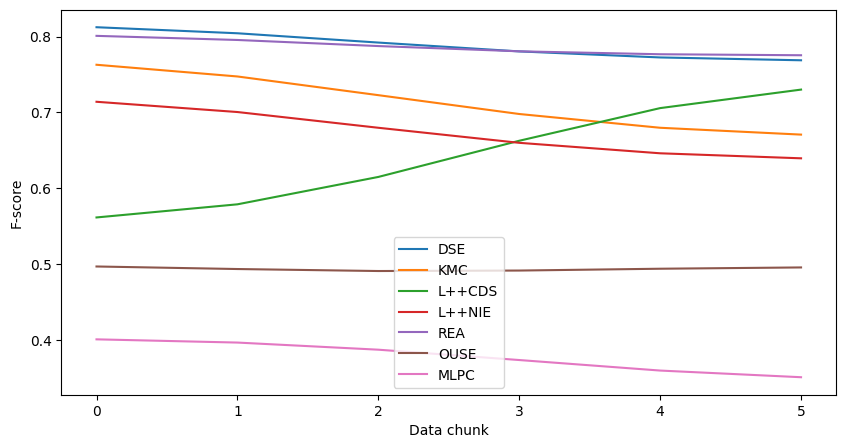 0.8
0.7
0.6
0.5
0.4
F-score
DSE
KMC
L++CDS
L++NIE
REA
OUSE
MLPC
0 1 2 3 4 5
Data chunk